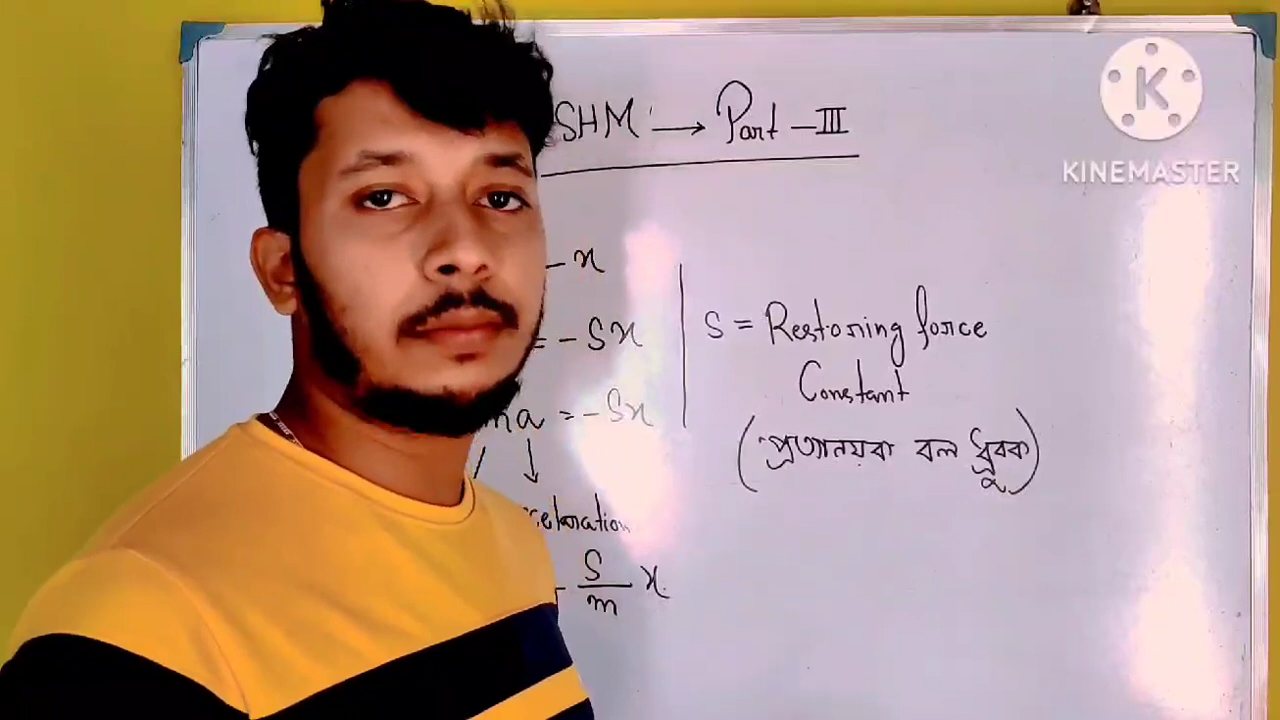 SHM → Part - III
KINEMASTER
- x
= - Sx
ma = - Sx
S = Restoring force
Constant
(প্রত্যানয়ক বল ধ্রুবক)
S
m
x